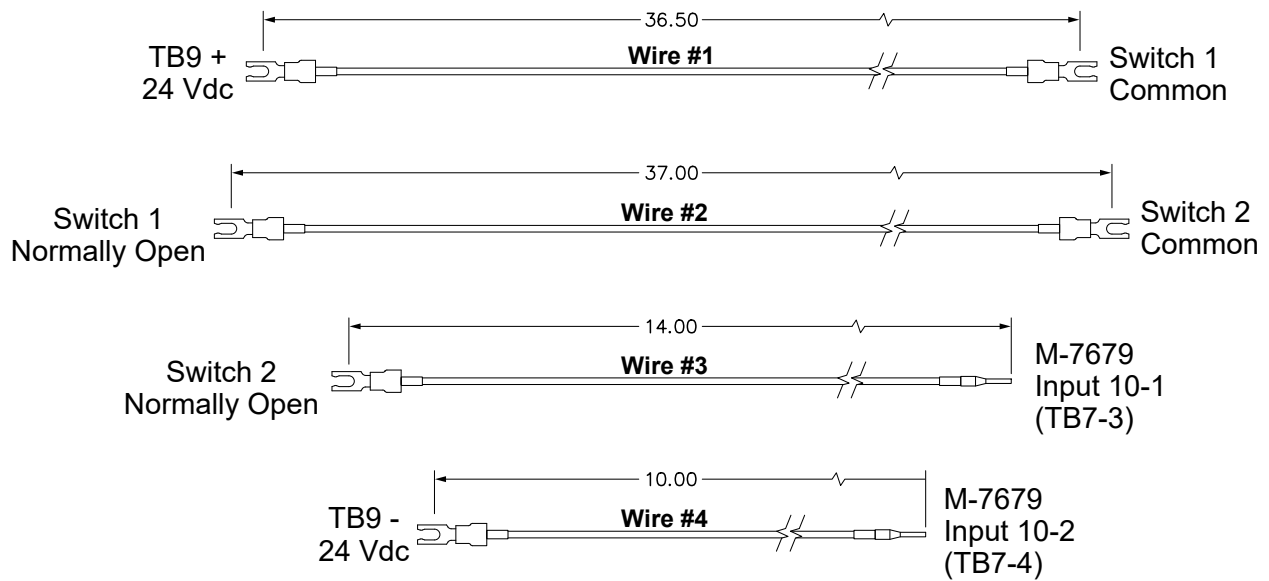 36.50
TB9 +
24 Vdc
Wire #1
Switch 1
Common
37.00
Switch 1
Normally Open
Wire #2
Switch 2
Common
14.00
Switch 2
Normally Open
Wire #3
M-7679
Input 10-1
(TB7-3)
10.00
TB9 -
24 Vdc
Wire #4
M-7679
Input 10-2
(TB7-4)